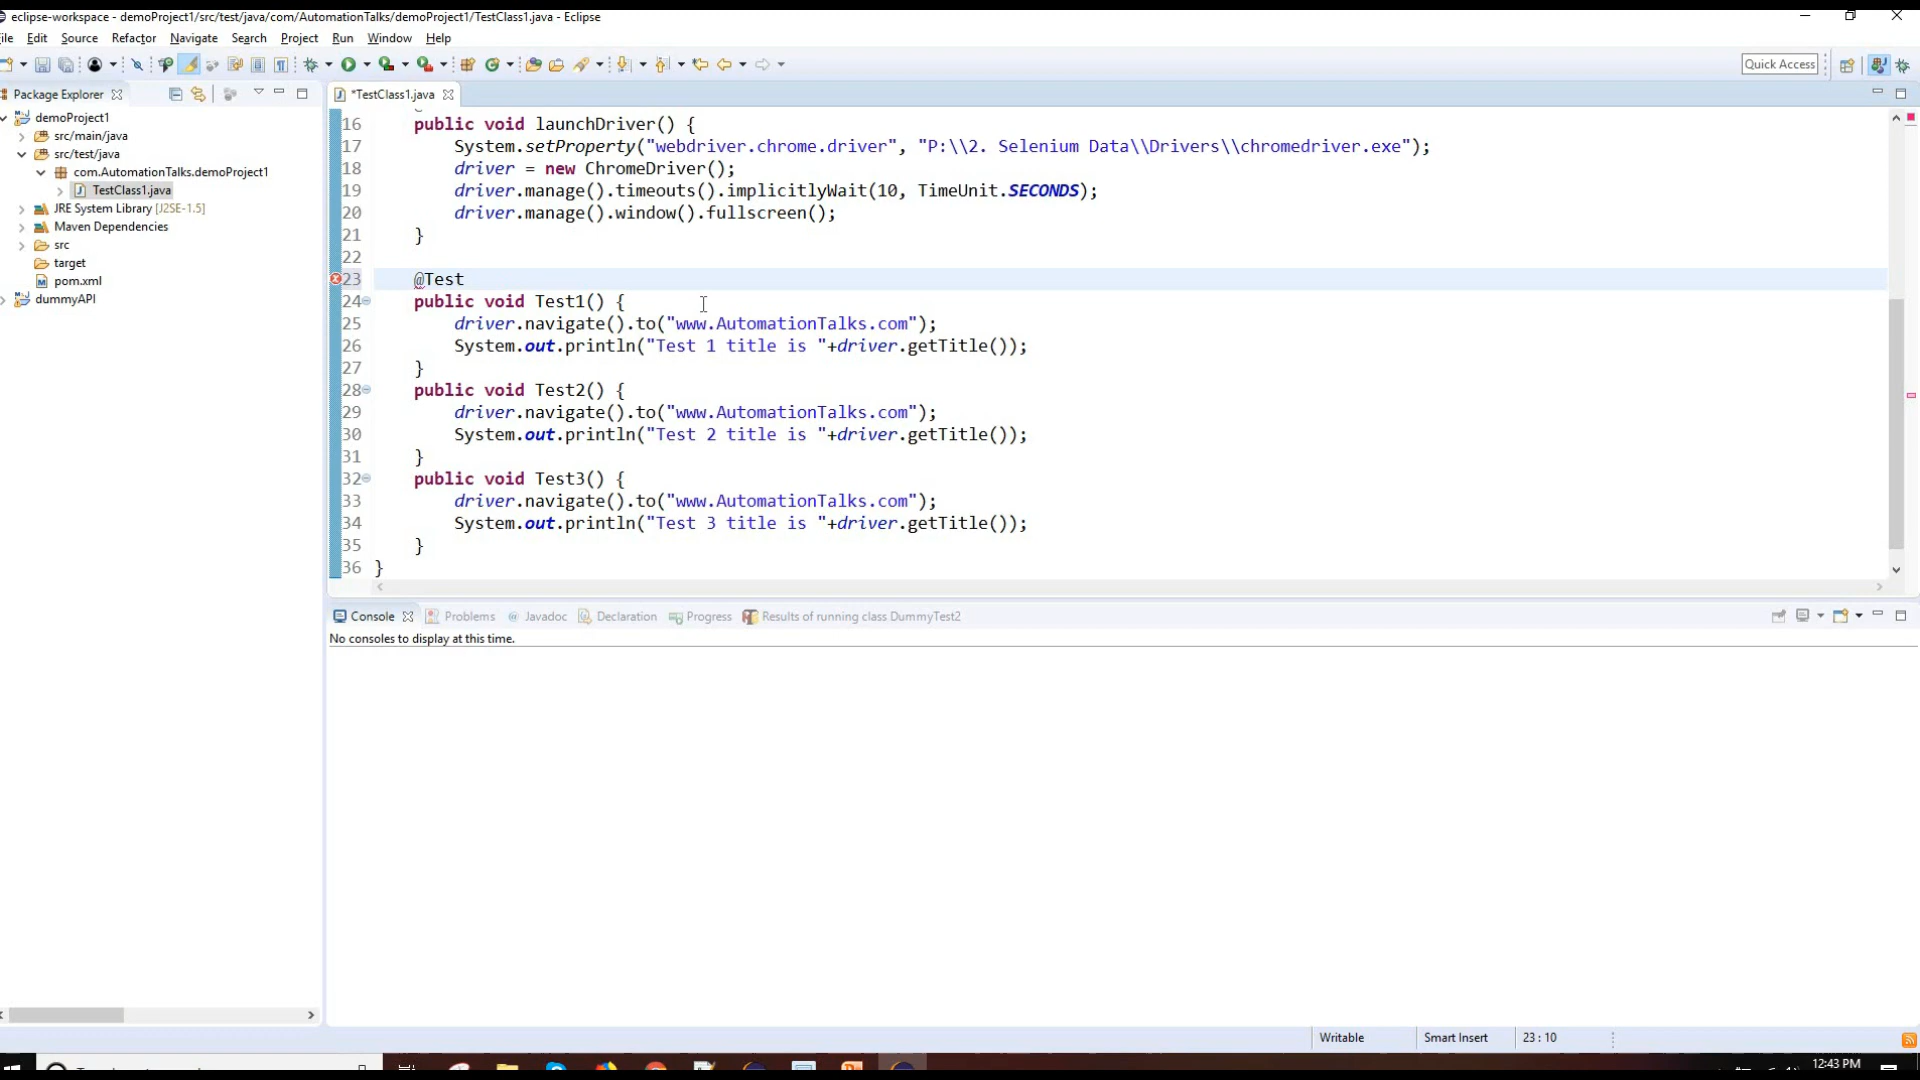 eclipse-workspace - demoProject1/src/test/java/com/AutomationTalks/demoProject1/TestClass1.java - Eclipse
ile Edit Source Refactor Navigate Search Project Run Window Help
Quick Access
Package Explorer
*TestClass1.java
demoProject1
src/main/java
src/test/java
com.AutomationTalks.demoProject1
TestClass1.java
JRE System Library [J2SE-1.5]
Maven Dependencies
src
target
pom.xml
dummyAPI
16 public void launchDriver() {
17 System.setProperty("webdriver.chrome.driver", "P:\\2. Selenium Data\\Drivers\\chromedriver.exe");
18 driver = new ChromeDriver();
19 driver.manage().timeouts().implicitlyWait(10, TimeUnit.SECONDS);
20 driver.manage().window().fullscreen();
21 }
22
23 @Test
24 public void Test1() {
25 driver.navigate().to("www.AutomationTalks.com");
26 System.out.println("Test 1 title is "+driver.getTitle());
27 }
28 public void Test2() {
29 driver.navigate().to("www.AutomationTalks.com");
30 System.out.println("Test 2 title is "+driver.getTitle());
31 }
32 public void Test3() {
33 driver.navigate().to("www.AutomationTalks.com");
34 System.out.println("Test 3 title is "+driver.getTitle());
35 }
36 }
Console Problems Javadoc Declaration Progress Results of running class DummyTest2
No consoles to display at this time.
Writable Smart Insert 23 : 10
12:43 PM